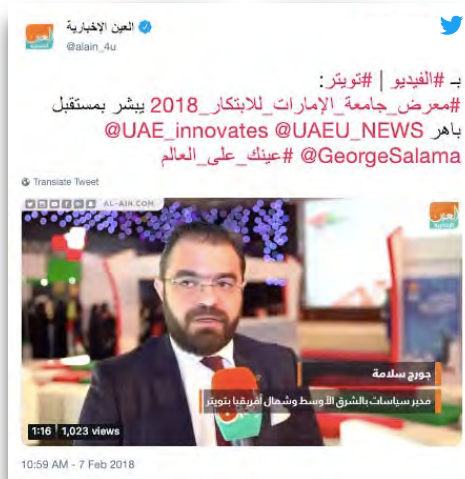 العين الإخبارية
@alain_4u
بـ #الفيديو | #تويتر:
#معرض_جامعة_الإمارات_للابتكار_2018 يبشر بمستقبل
باهر @UAE_innovates @UAEU_NEWS
@GeorgeSalama #عينك_على_العالم
Translate Tweet
AL-AIN.COM
العين
جورج سلامة
مدير سياسات بالشرق الأوسط وشمال أفريقيا بتويتر
1:16 1,023 views
10:59 AM - 7 Feb 2018